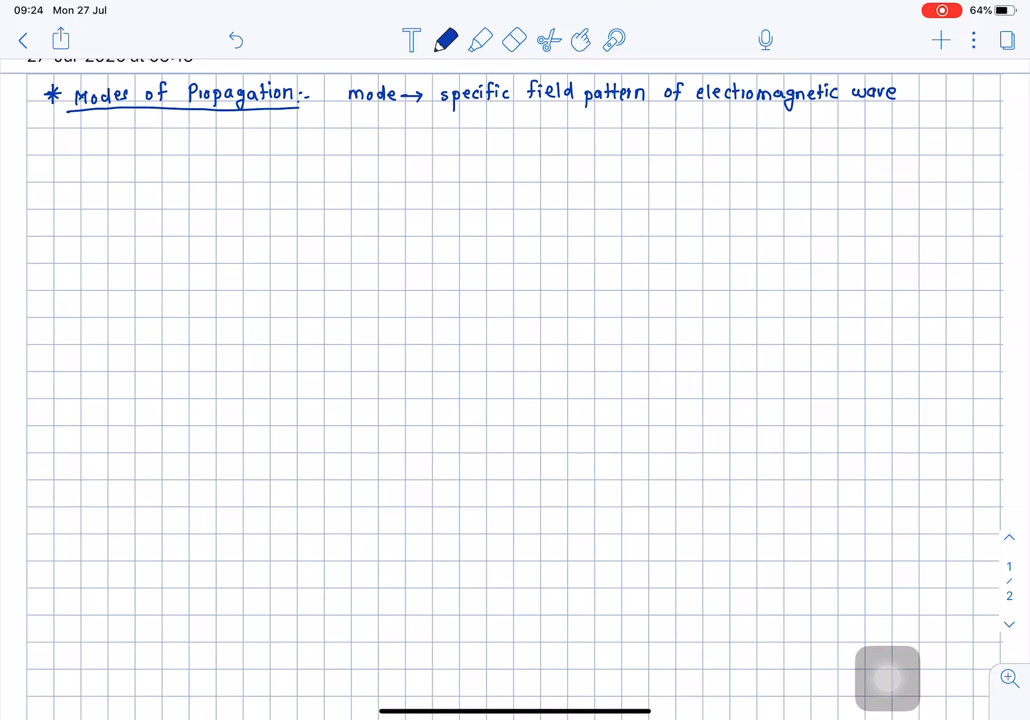 09:24 Mon 27 Jul 64%
* Modes of Propagation:- mode → specific field pattern of electromagnetic wave
1
/
2